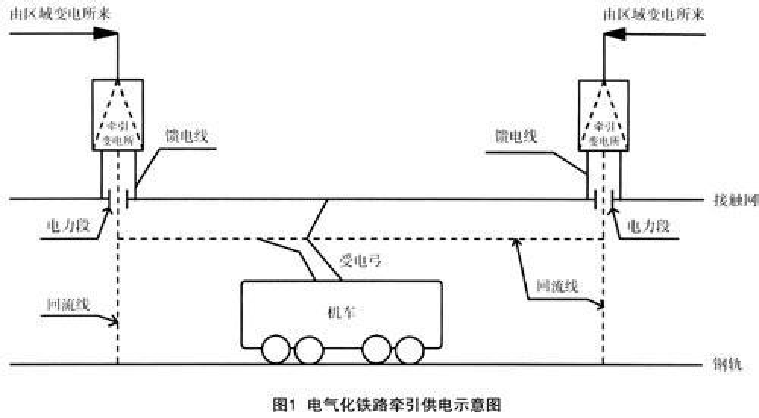 由区域变电所来
由区域变电所来
牵引
变电所
馈电线
馈电线
牵引
变电所
接触网
电力段
电力段
受电弓
回流线
机车
回流线
钢轨
图1 电气化铁路牵引供电示意图